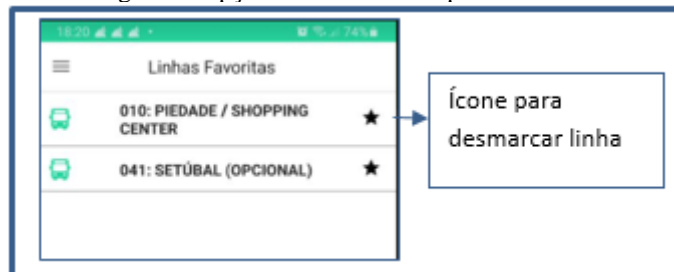 18:20
74%
Linhas Favoritas
010: PIEDADE / SHOPPING
CENTER
Ícone para
desmarcar linha
041: SETÚBAL (OPCIONAL)